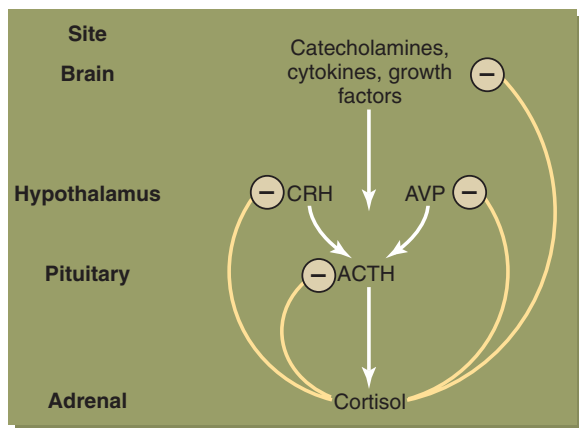 Site
Brain
Catecholamines,
cytokines, growth
factors
−
Hypothalamus
− CRH
AVP −
Pituitary
− ACTH
Adrenal
Cortisol